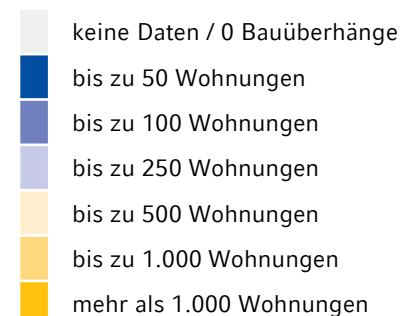 keine Daten / 0 Bauüberhänge
bis zu 50 Wohnungen
bis zu 100 Wohnungen
bis zu 250 Wohnungen
bis zu 500 Wohnungen
bis zu 1.000 Wohnungen
mehr als 1.000 Wohnungen